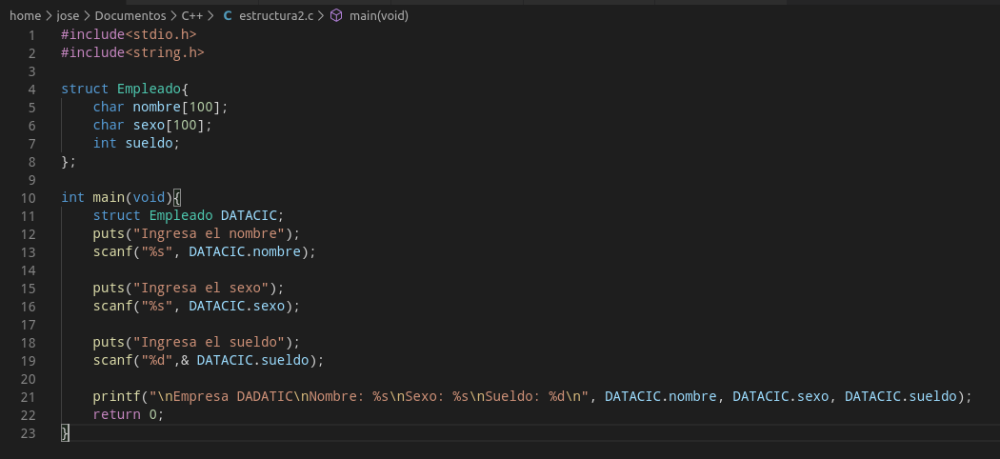 home > jose > Documentos > C++ > C estructura2.c > main(void)
1 #include<stdio.h>
2 #include<string.h>
3
4 struct Empleado{
5     char nombre[100];
6     char sexo[100];
7     int sueldo;
8 };
9
10 int main(void){
11     struct Empleado DATACIC;
12     puts("Ingresa el nombre");
13     scanf("%s", DATACIC.nombre);
14
15     puts("Ingresa el sexo");
16     scanf("%s", DATACIC.sexo);
17
18     puts("Ingresa el sueldo");
19     scanf("%d",& DATACIC.sueldo);
20
21     printf("\nEmpresa DADATIC\nNombre: %s\nSexo: %s\nSueldo: %d\n", DATACIC.nombre, DATACIC.sexo, DATACIC.sueldo);
22     return 0;
23 }